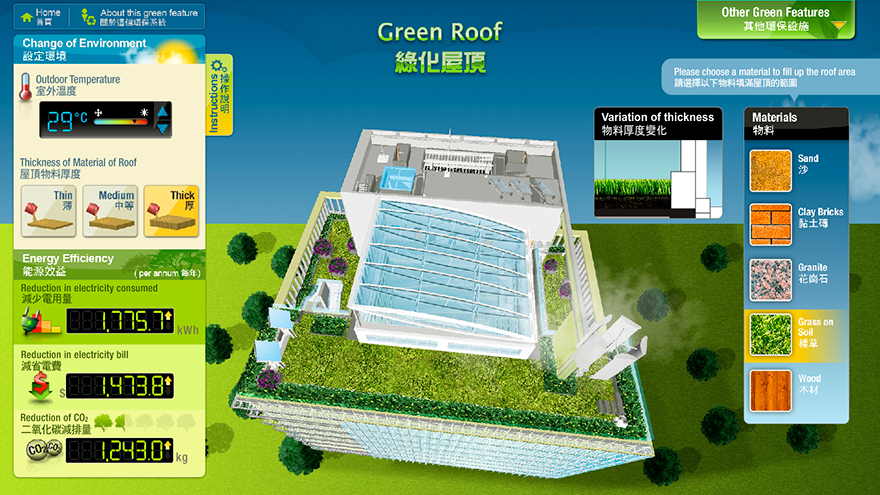 Home
首頁
About this green feature
關於這個環保系統
Change of Environment
設定環境
Outdoor Temperature
室外溫度
29°C
Thickness of Material of Roof
屋頂物料厚度
Thin
薄
Medium
中等
Thick
厚
Energy Efficiency
能源效益
( per annum 每年)
Reduction in electricity consumed
減少電用量
1,775.7 kWh
Reduction in electricity bill
減省電費
$ 1,473.8
Reduction of CO2
二氧化碳減排量
CO2 CO2
1,243.0 kg
Instructions
操作說明
Green Roof
綠化屋頂
Other Green Features
其他環保設施
Please choose a material to fill up the roof area
請選擇以下物料填滿屋頂的範圍
Variation of thickness
物料厚度變化
Materials
物料
Sand
沙
Clay Bricks
黏土磚
Granite
花崗石
Grass on
Soil
種草
Wood
木材